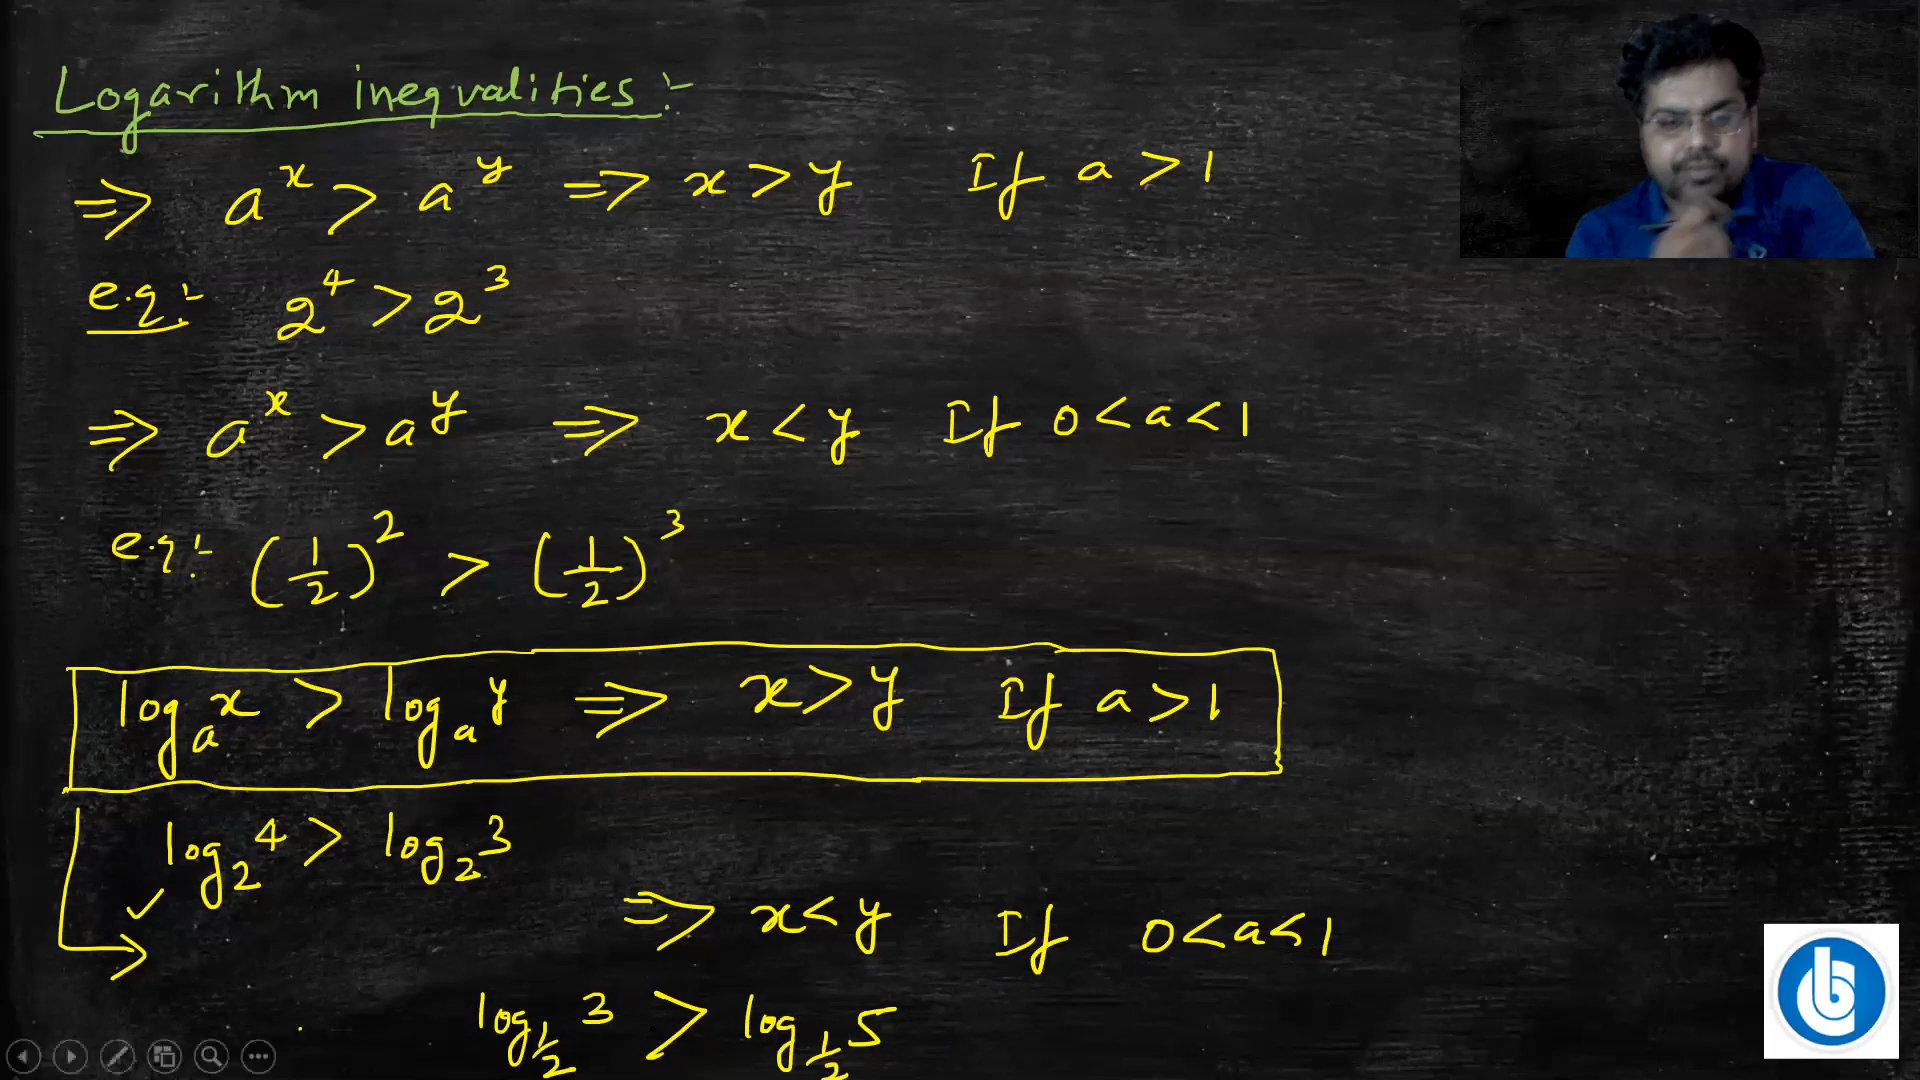 Logarithm inequalities :-
⇒ a^x > a^y ⇒ x > y If a > 1
e.g:- 2^4 > 2^3
⇒ a^x > a^y ⇒ x < y If 0 < a < 1
e.g:- (1/2)^2 > (1/2)^3
log_a x > log_a y ⇒ x > y If a > 1
log_2 4 > log_2 3
⇒ x < y If 0 < a < 1
log_1/2 3 > log_1/2 5